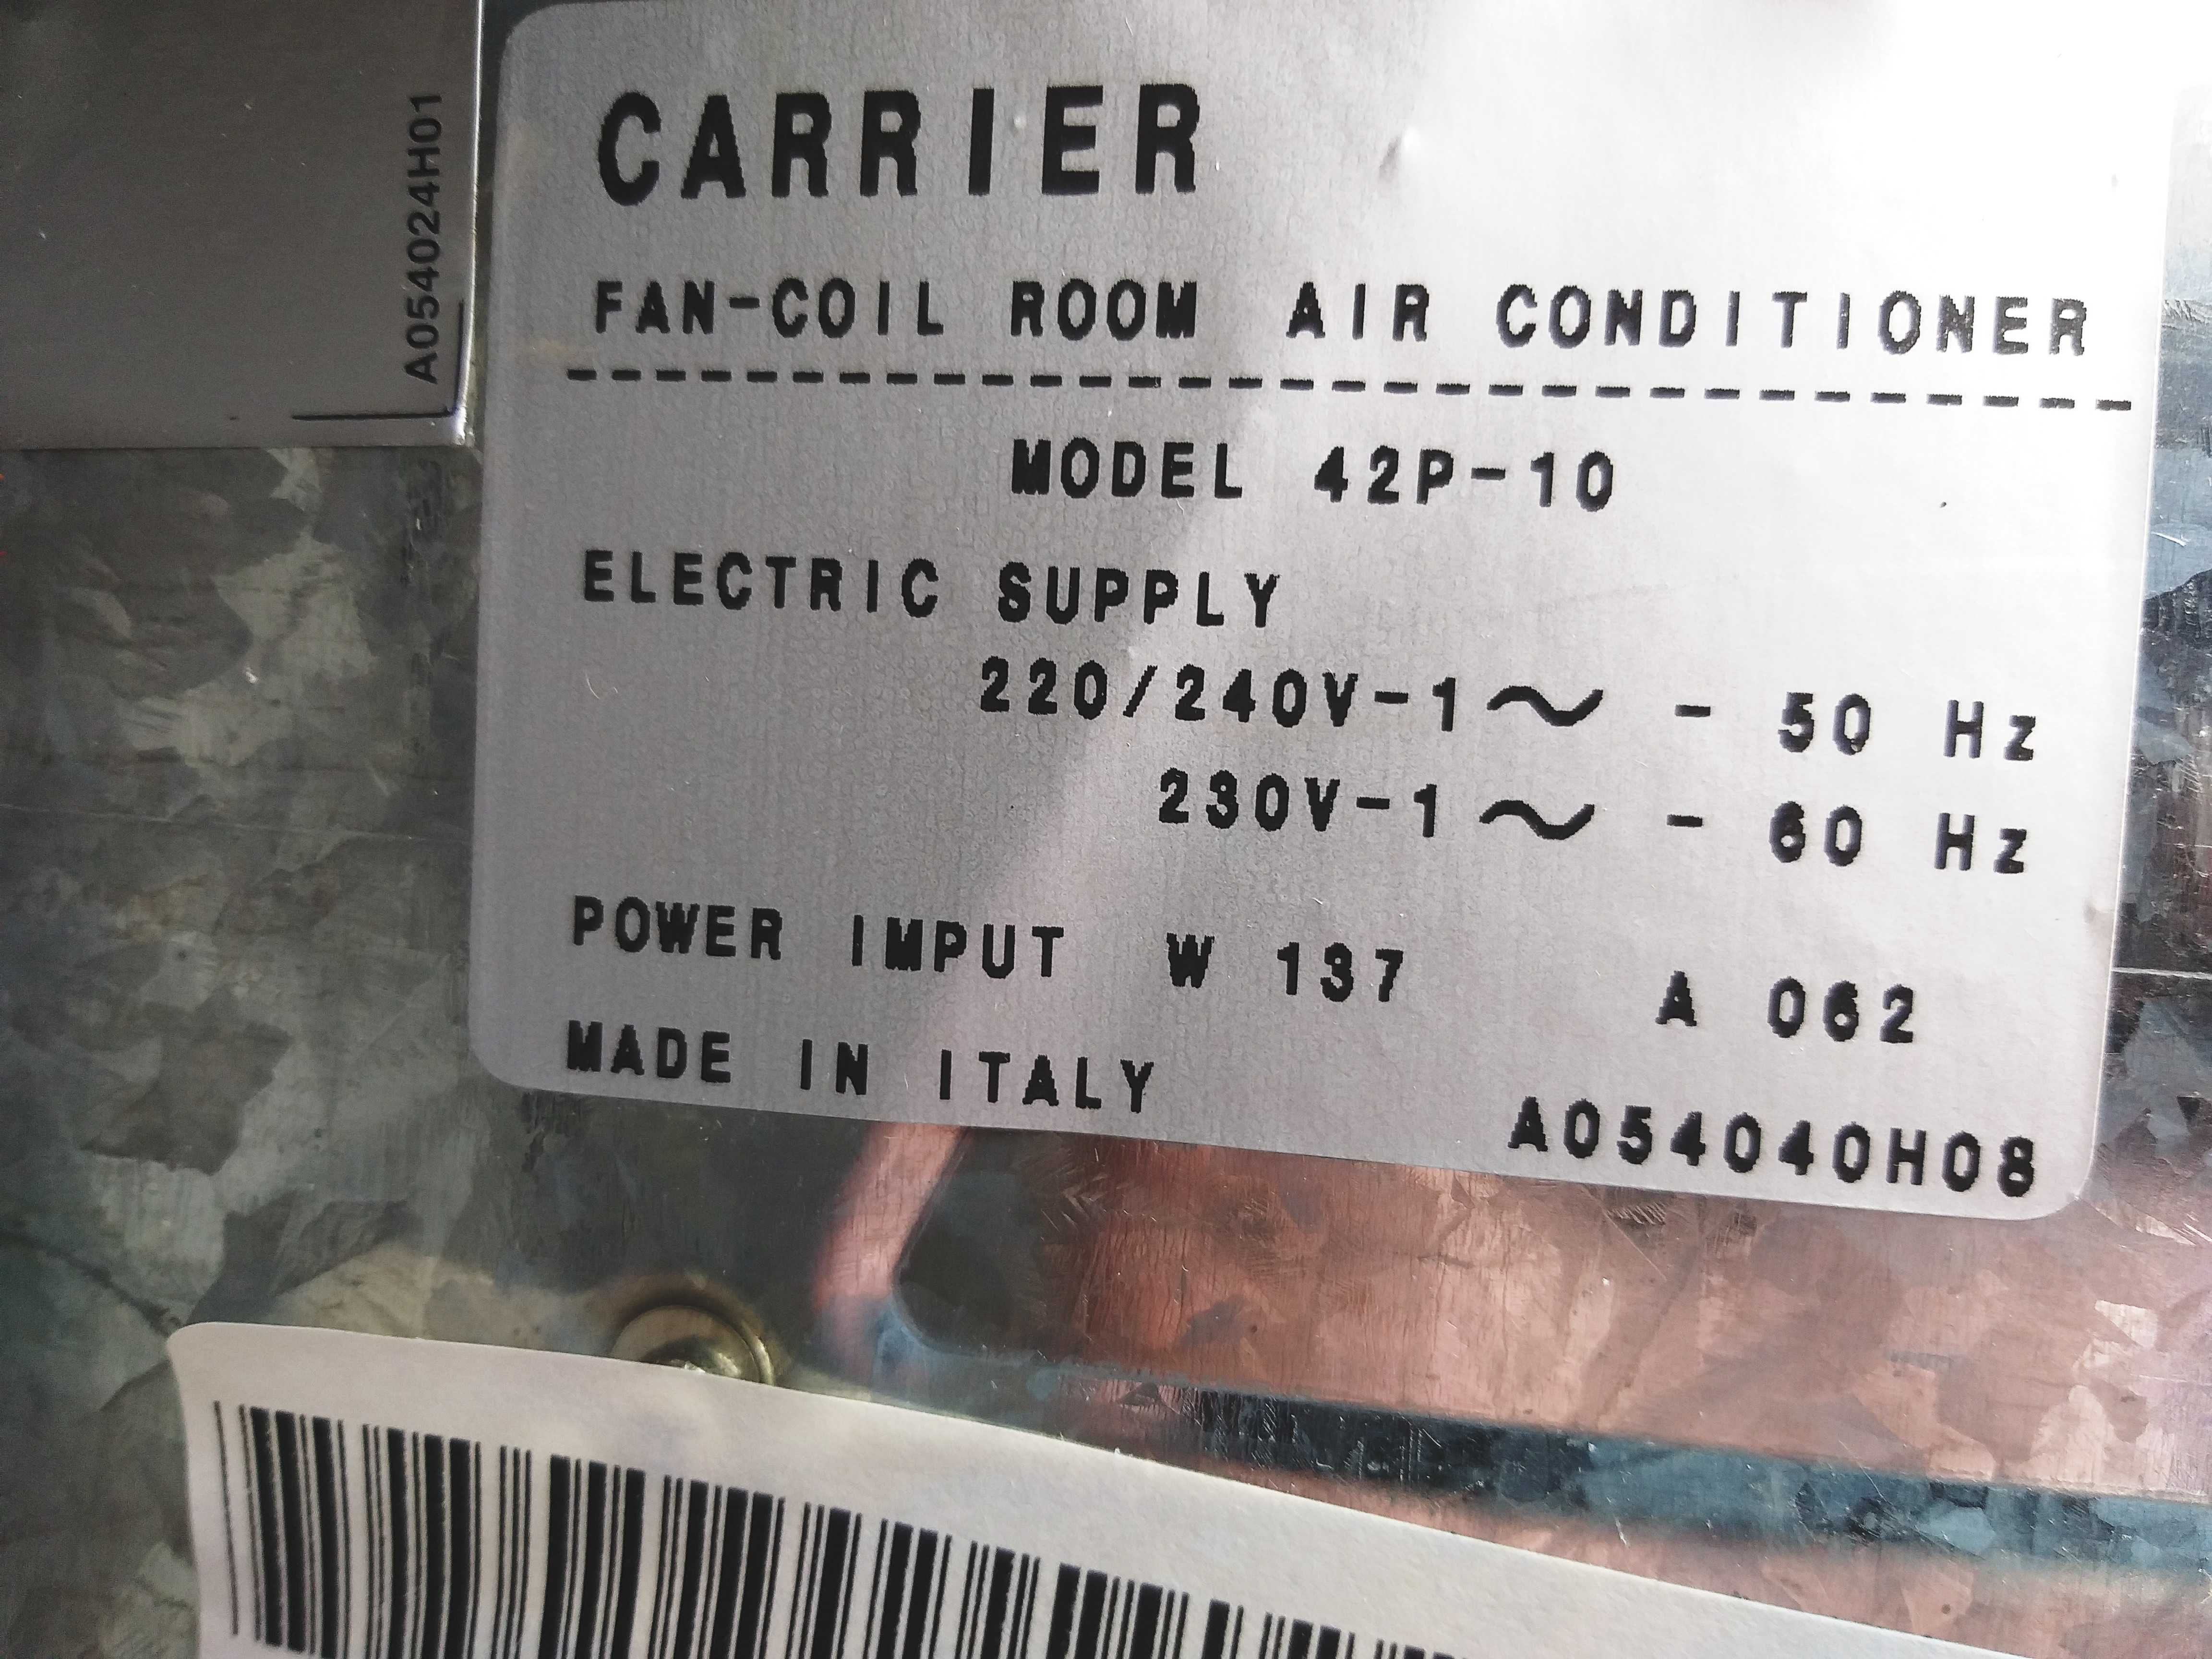 A054024H01
CARRIER
FAN-COIL ROOM AIR CONDITIONER
MODEL 42P-10
ELECTRIC SUPPLY
220/240V-1~ - 50 Hz
230V-1~ - 60 Hz
POWER IMPUT W 137 A 062
MADE IN ITALY
A054040H08